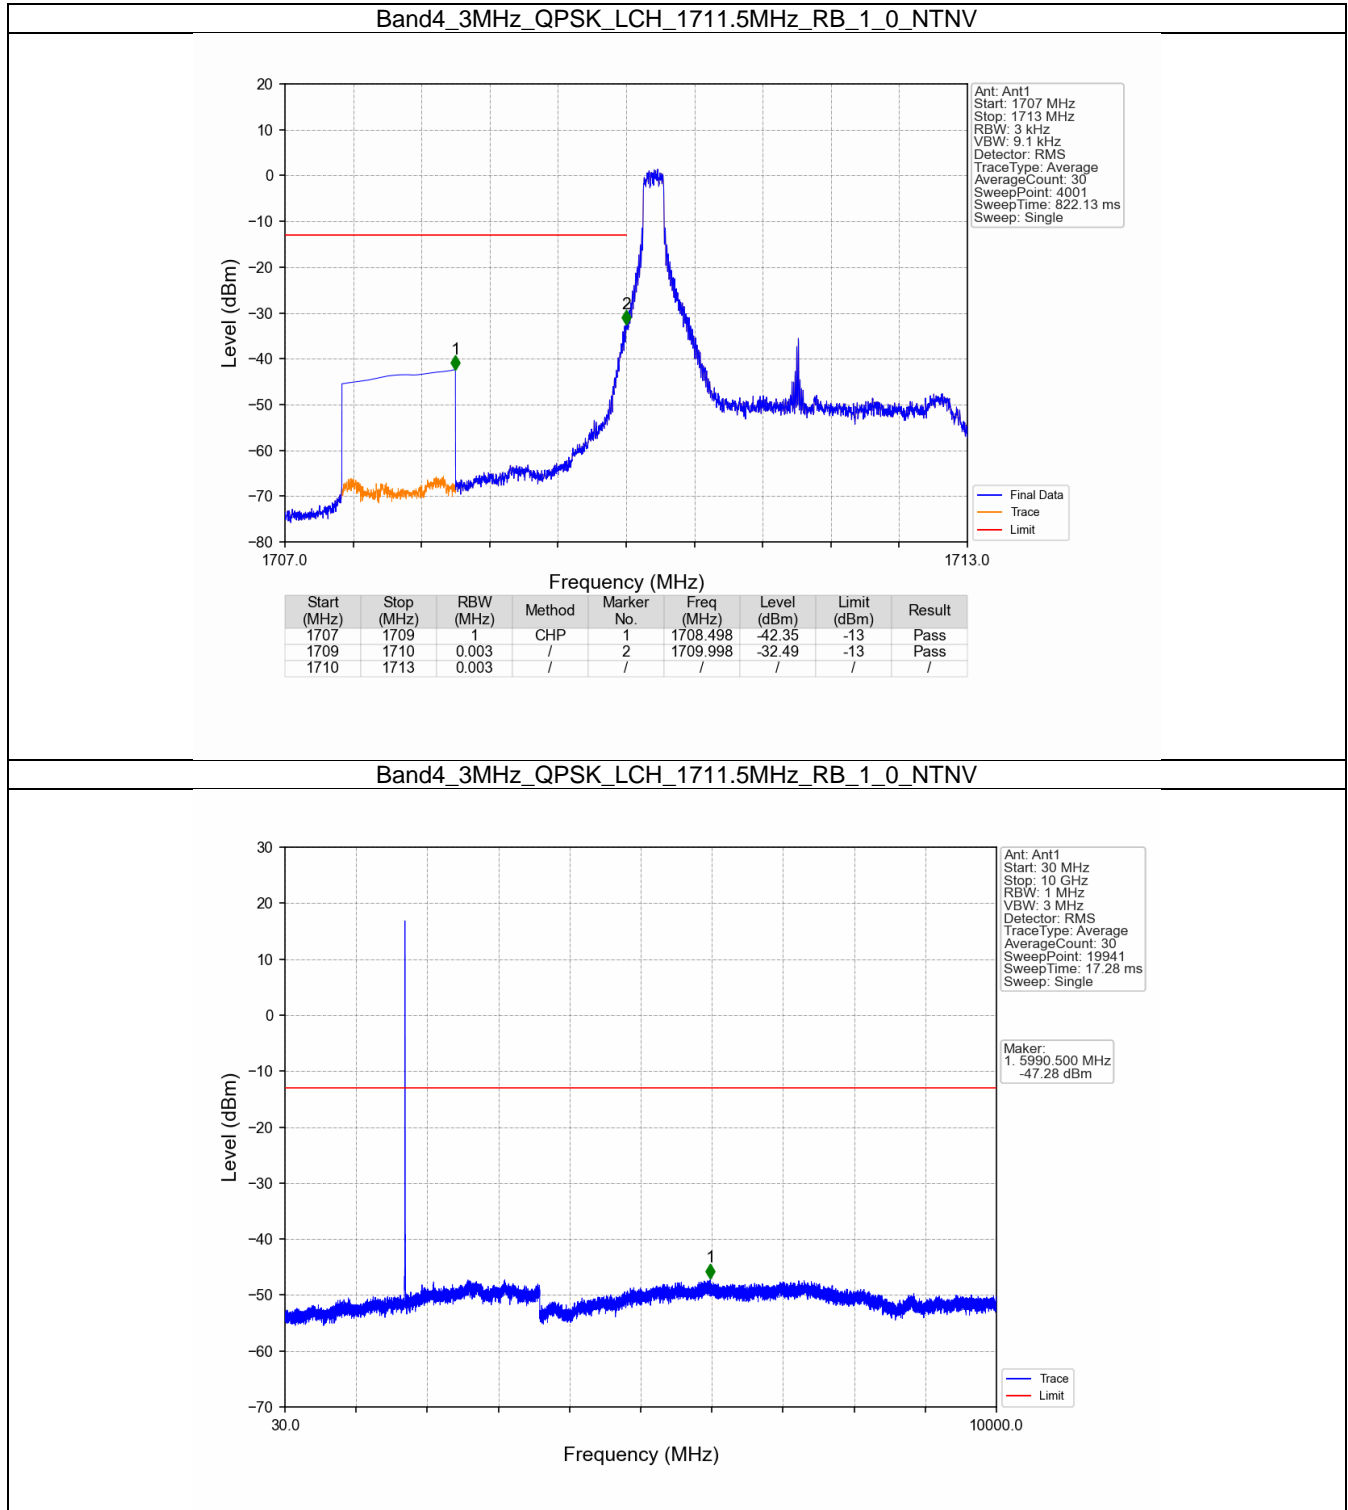 Band4_3MHz_QPSK_LCH_1711.5MHz_RB_1_0_NTNV
20
10
0
−10
−20
−30
−40
−50
−60
−70
−80
Level (dBm)
1
2
1707.0
1713.0
Frequency (MHz)
Ant: Ant1
Start: 1707 MHz
Stop: 1713 MHz
RBW: 3 kHz
VBW: 9.1 kHz
Detector: RMS
TraceType: Average
AverageCount: 30
SweepPoint: 4001
SweepTime: 822.13 ms
Sweep: Single
Final Data
Trace
Limit
Start (MHz) Stop (MHz) RBW (MHz) Method Marker No. Freq (MHz) Level (dBm) Limit (dBm) Result
1707 1709 1 CHP 1 1708.498 -42.35 -13 Pass
1709 1710 0.003 / 2 1709.998 -32.49 -13 Pass
1710 1713 0.003 / / / / / /
Band4_3MHz_QPSK_LCH_1711.5MHz_RB_1_0_NTNV
30
20
10
0
−10
−20
−30
−40
−50
−60
−70
Level (dBm)
1
30.0
10000.0
Frequency (MHz)
Ant: Ant1
Start: 30 MHz
Stop: 10 GHz
RBW: 1 MHz
VBW: 3 MHz
Detector: RMS
TraceType: Average
AverageCount: 30
SweepPoint: 19941
SweepTime: 17.28 ms
Sweep: Single
Maker:
1. 5990.500 MHz
-47.28 dBm
Trace
Limit